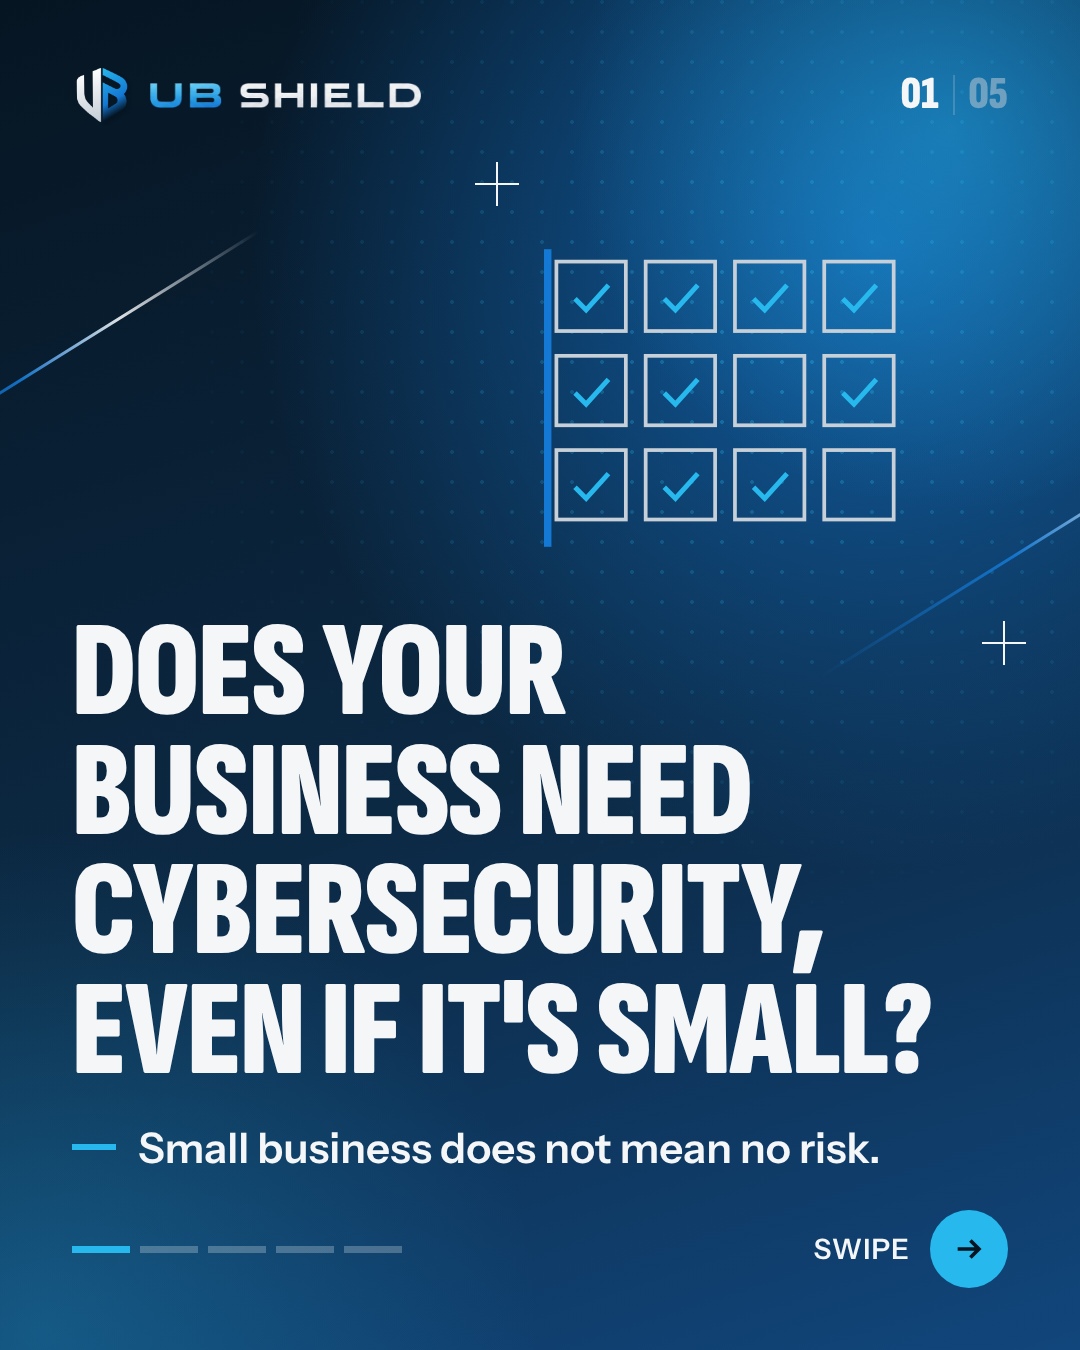 UB SHIELD
01 | 05
DOES YOUR
BUSINESS NEED
CYBERSECURITY,
EVEN IF IT'S SMALL?
Small business does not mean no risk.
SWIPE